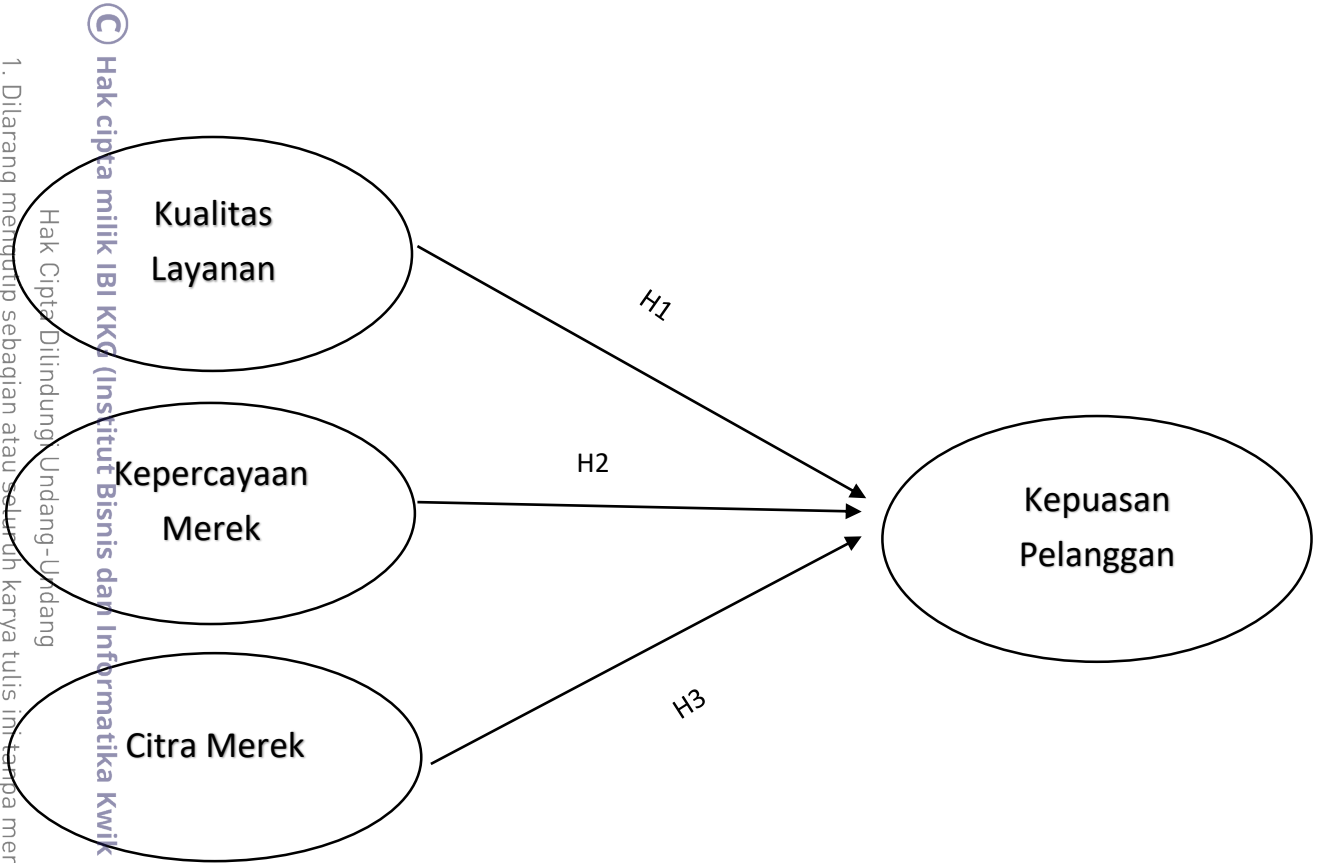 © Hak cipta milik IBI KKG (Institut Bisnis dan Informatika Kwik
Hak Cipta Dilindungi Undang-Undang
1. Dilarang mengutip sebagian atau seluruh karya tulis ini tanpa mer
Kualitas
Layanan
H1
Kepercayaan
Merek
H2
Kepuasan
Pelanggan
Citra Merek
H3